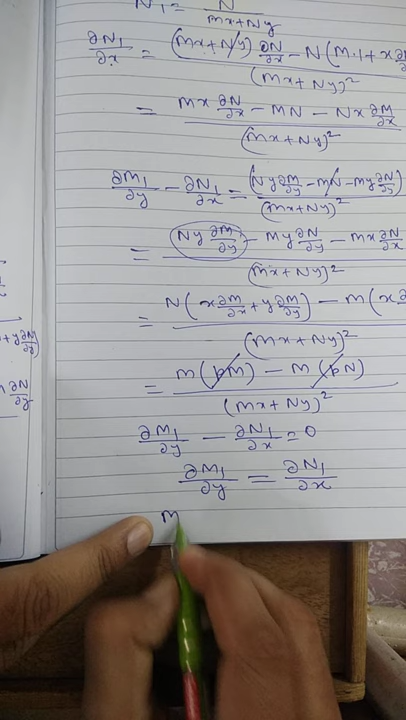 N₁ = N/(mx+Ny)
∂N₁/∂x = ((mx+Ny) ∂N/∂x - N(M.1 + x∂
(mx+Ny)²
= (mx ∂N/∂x - MN - Nx ∂M/∂x)/(mx+Ny)²
∂M₁/∂y - ∂N₁/∂x = (Ny ∂M/∂y - mN - my ∂N/∂y)
(mx+Ny)²
= Ny ∂M/∂y - My ∂N/∂y - mx ∂N/∂x
(mx+Ny)²
= N(x ∂M/∂x + y ∂M/∂y) - m(x ∂
(mx+Ny)²
= (m(pM) - m(pN))/(mx+Ny)²
∂M₁/∂y - ∂N₁/∂x = 0
∂M₁/∂y = ∂N₁/∂x
M
+ y ∂N/∂y)
∂N/∂y